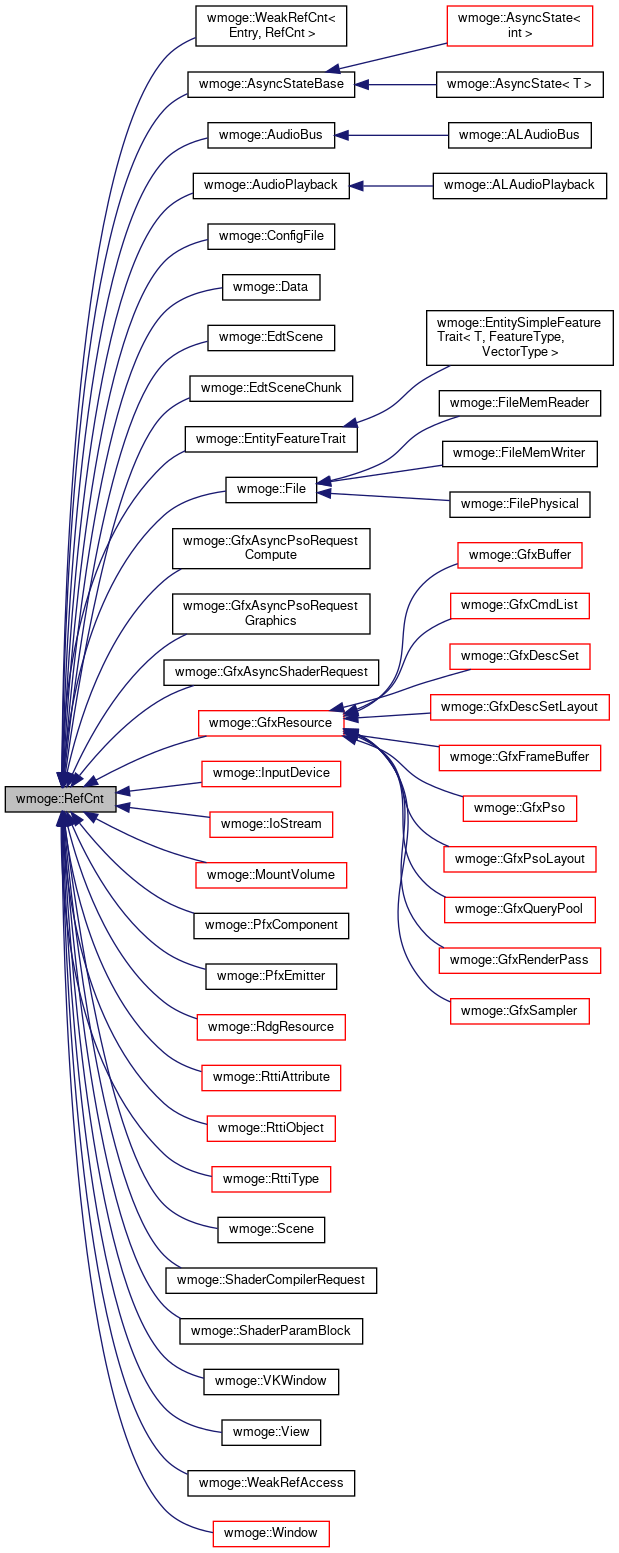 wmoge::RefCnt
wmoge::WeakRefCnt<
Entry, RefCnt >
wmoge::AsyncStateBase
wmoge::AudioBus
wmoge::AudioPlayback
wmoge::ConfigFile
wmoge::Data
wmoge::EdtScene
wmoge::EdtSceneChunk
wmoge::EntityFeatureTrait
wmoge::File
wmoge::GfxAsyncPsoRequest
Compute
wmoge::GfxAsyncPsoRequest
Graphics
wmoge::GfxAsyncShaderRequest
wmoge::GfxResource
wmoge::InputDevice
wmoge::IoStream
wmoge::MountVolume
wmoge::PfxComponent
wmoge::PfxEmitter
wmoge::RdgResource
wmoge::RttiAttribute
wmoge::RttiObject
wmoge::RttiType
wmoge::Scene
wmoge::ShaderCompilerRequest
wmoge::ShaderParamBlock
wmoge::VKWindow
wmoge::View
wmoge::WeakRefAccess
wmoge::Window
wmoge::AsyncState<
int >
wmoge::AsyncState< T >
wmoge::ALAudioBus
wmoge::ALAudioPlayback
wmoge::EntitySimpleFeature
Trait< T, FeatureType,
VectorType >
wmoge::FileMemReader
wmoge::FileMemWriter
wmoge::FilePhysical
wmoge::GfxBuffer
wmoge::GfxCmdList
wmoge::GfxDescSet
wmoge::GfxDescSetLayout
wmoge::GfxFrameBuffer
wmoge::GfxPso
wmoge::GfxPsoLayout
wmoge::GfxQueryPool
wmoge::GfxRenderPass
wmoge::GfxSampler